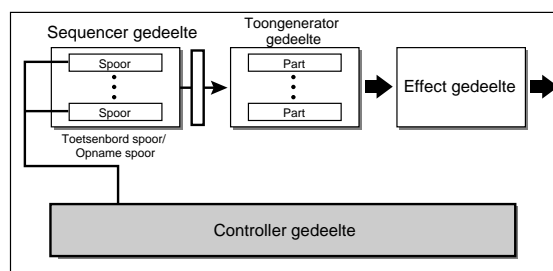 Sequencer gedeelte
Spoor
Spoor
Toetsenbord spoor/
Opname spoor
Toongenerator
gedeelte
Part
Part
Effect gedeelte
Controller gedeelte